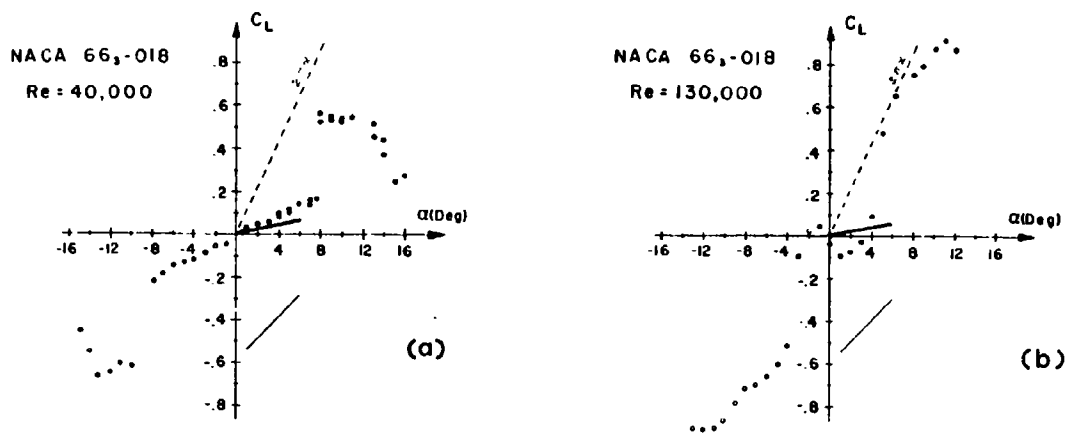 C_L
NACA 66₃-018
Re = 40,000
.8
.6
.4
.2
α(Deg)
-16 -12 -8 -4 4 8 12 16
-.2
-.4
-.6
-.8
(a)
C_L
NACA 66₃-018
Re = 130,000
.8
.6
.4
.2
α(Deg)
-16 -12 -8 -4 4 8 12 16
-.2
-.4
-.6
-.8
(b)